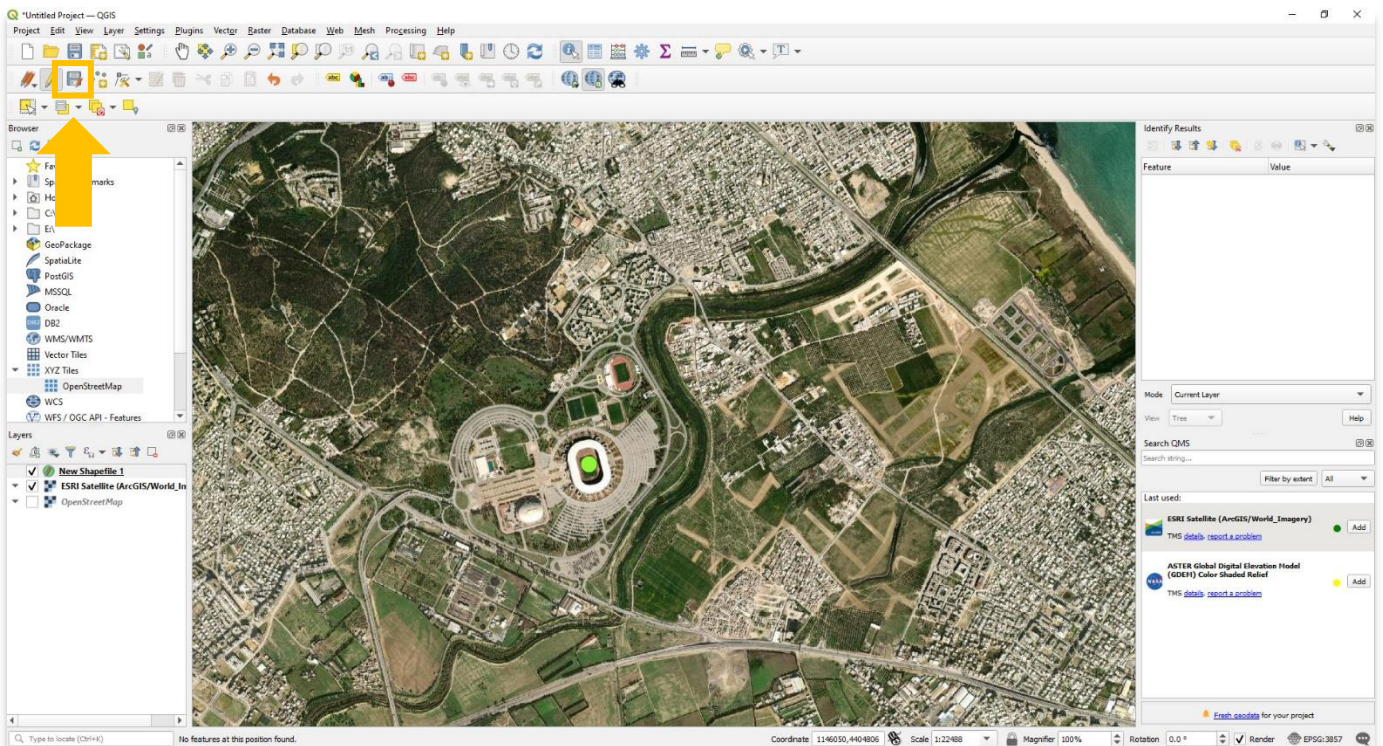 *Untitled Project — QGIS
Project Edit View Layer Settings Plugins Vector Raster Database Web Mesh Processing Help
Browser
Spa marks
GeoPackage
SpatiaLite
PostGIS
MSSQL
Oracle
DB2
WMS/WMTS
Vector Tiles
XYZ Tiles
OpenStreetMap
WCS
WFS / OGC API - Features
Layers
New Shapefile 1
ESRI Satellite (ArcGIS/World_In
OpenStreetMap
Identify Results
Feature Value
Mode Current Layer
View Tree Help
Search QMS
Search string...
Filter by extent All
Last used:
ESRI Satellite (ArcGIS/World_Imagery)
TMS details, report a problem
Add
ASTER Global Digital Elevation Model
(GDEM) Color Shaded Relief
TMS details, report a problem
Add
Fresh geodata for your project
Type to locate (Ctrl+K) No features at this position found. Coordinate 1146050,4404806 Scale 1:22488 Magnifier 100% Rotation 0.0 ° Render EPSG:3857